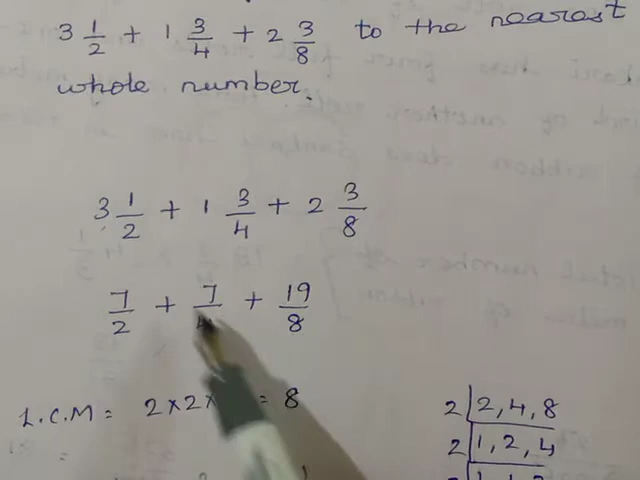 3 1/2 + 1 3/4 + 2 3/8 to the nearest
whole number.
3 1/2 + 1 3/4 + 2 3/8
7/2 + 7/4 + 19/8
L.C.M = 2×2× = 8
=
2 | 2, 4, 8
2 | 1, 2, 4